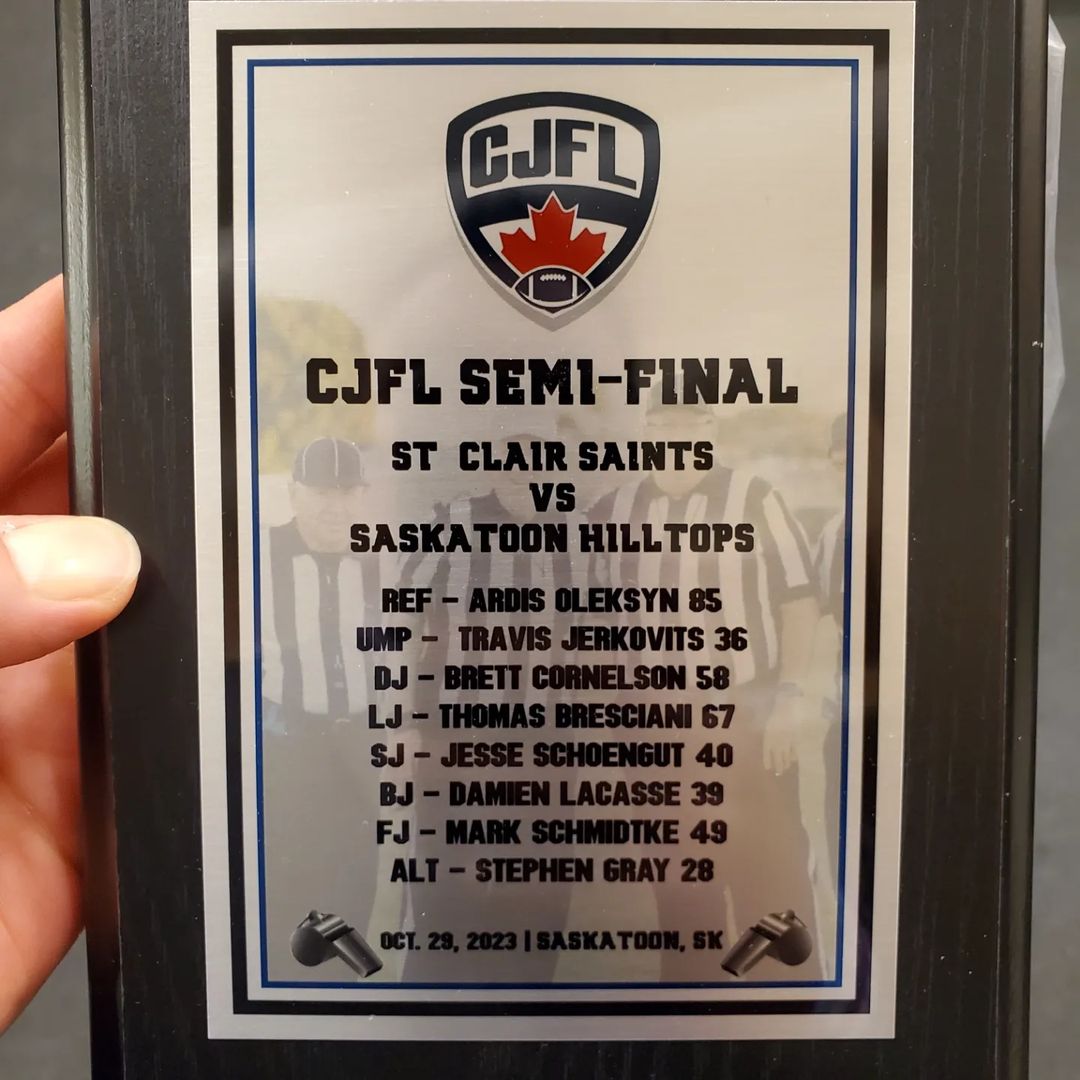 CJFL
CJFL SEMI-FINAL
ST CLAIR SAINTS
VS
SASKATOON HILLTOPS
REF - ARDIS OLEKSYN 85
UMP - TRAVIS JERKOVITS 36
DJ - BRETT CORNELSON 58
LJ - THOMAS BRESCIANI 67
SJ - JESSE SCHOENGUT 40
BJ - DAMIEN LACASSE 39
FJ - MARK SCHMIDTKE 49
ALT - STEPHEN GRAY 28
OCT. 29, 2023 | SASKATOON, SK